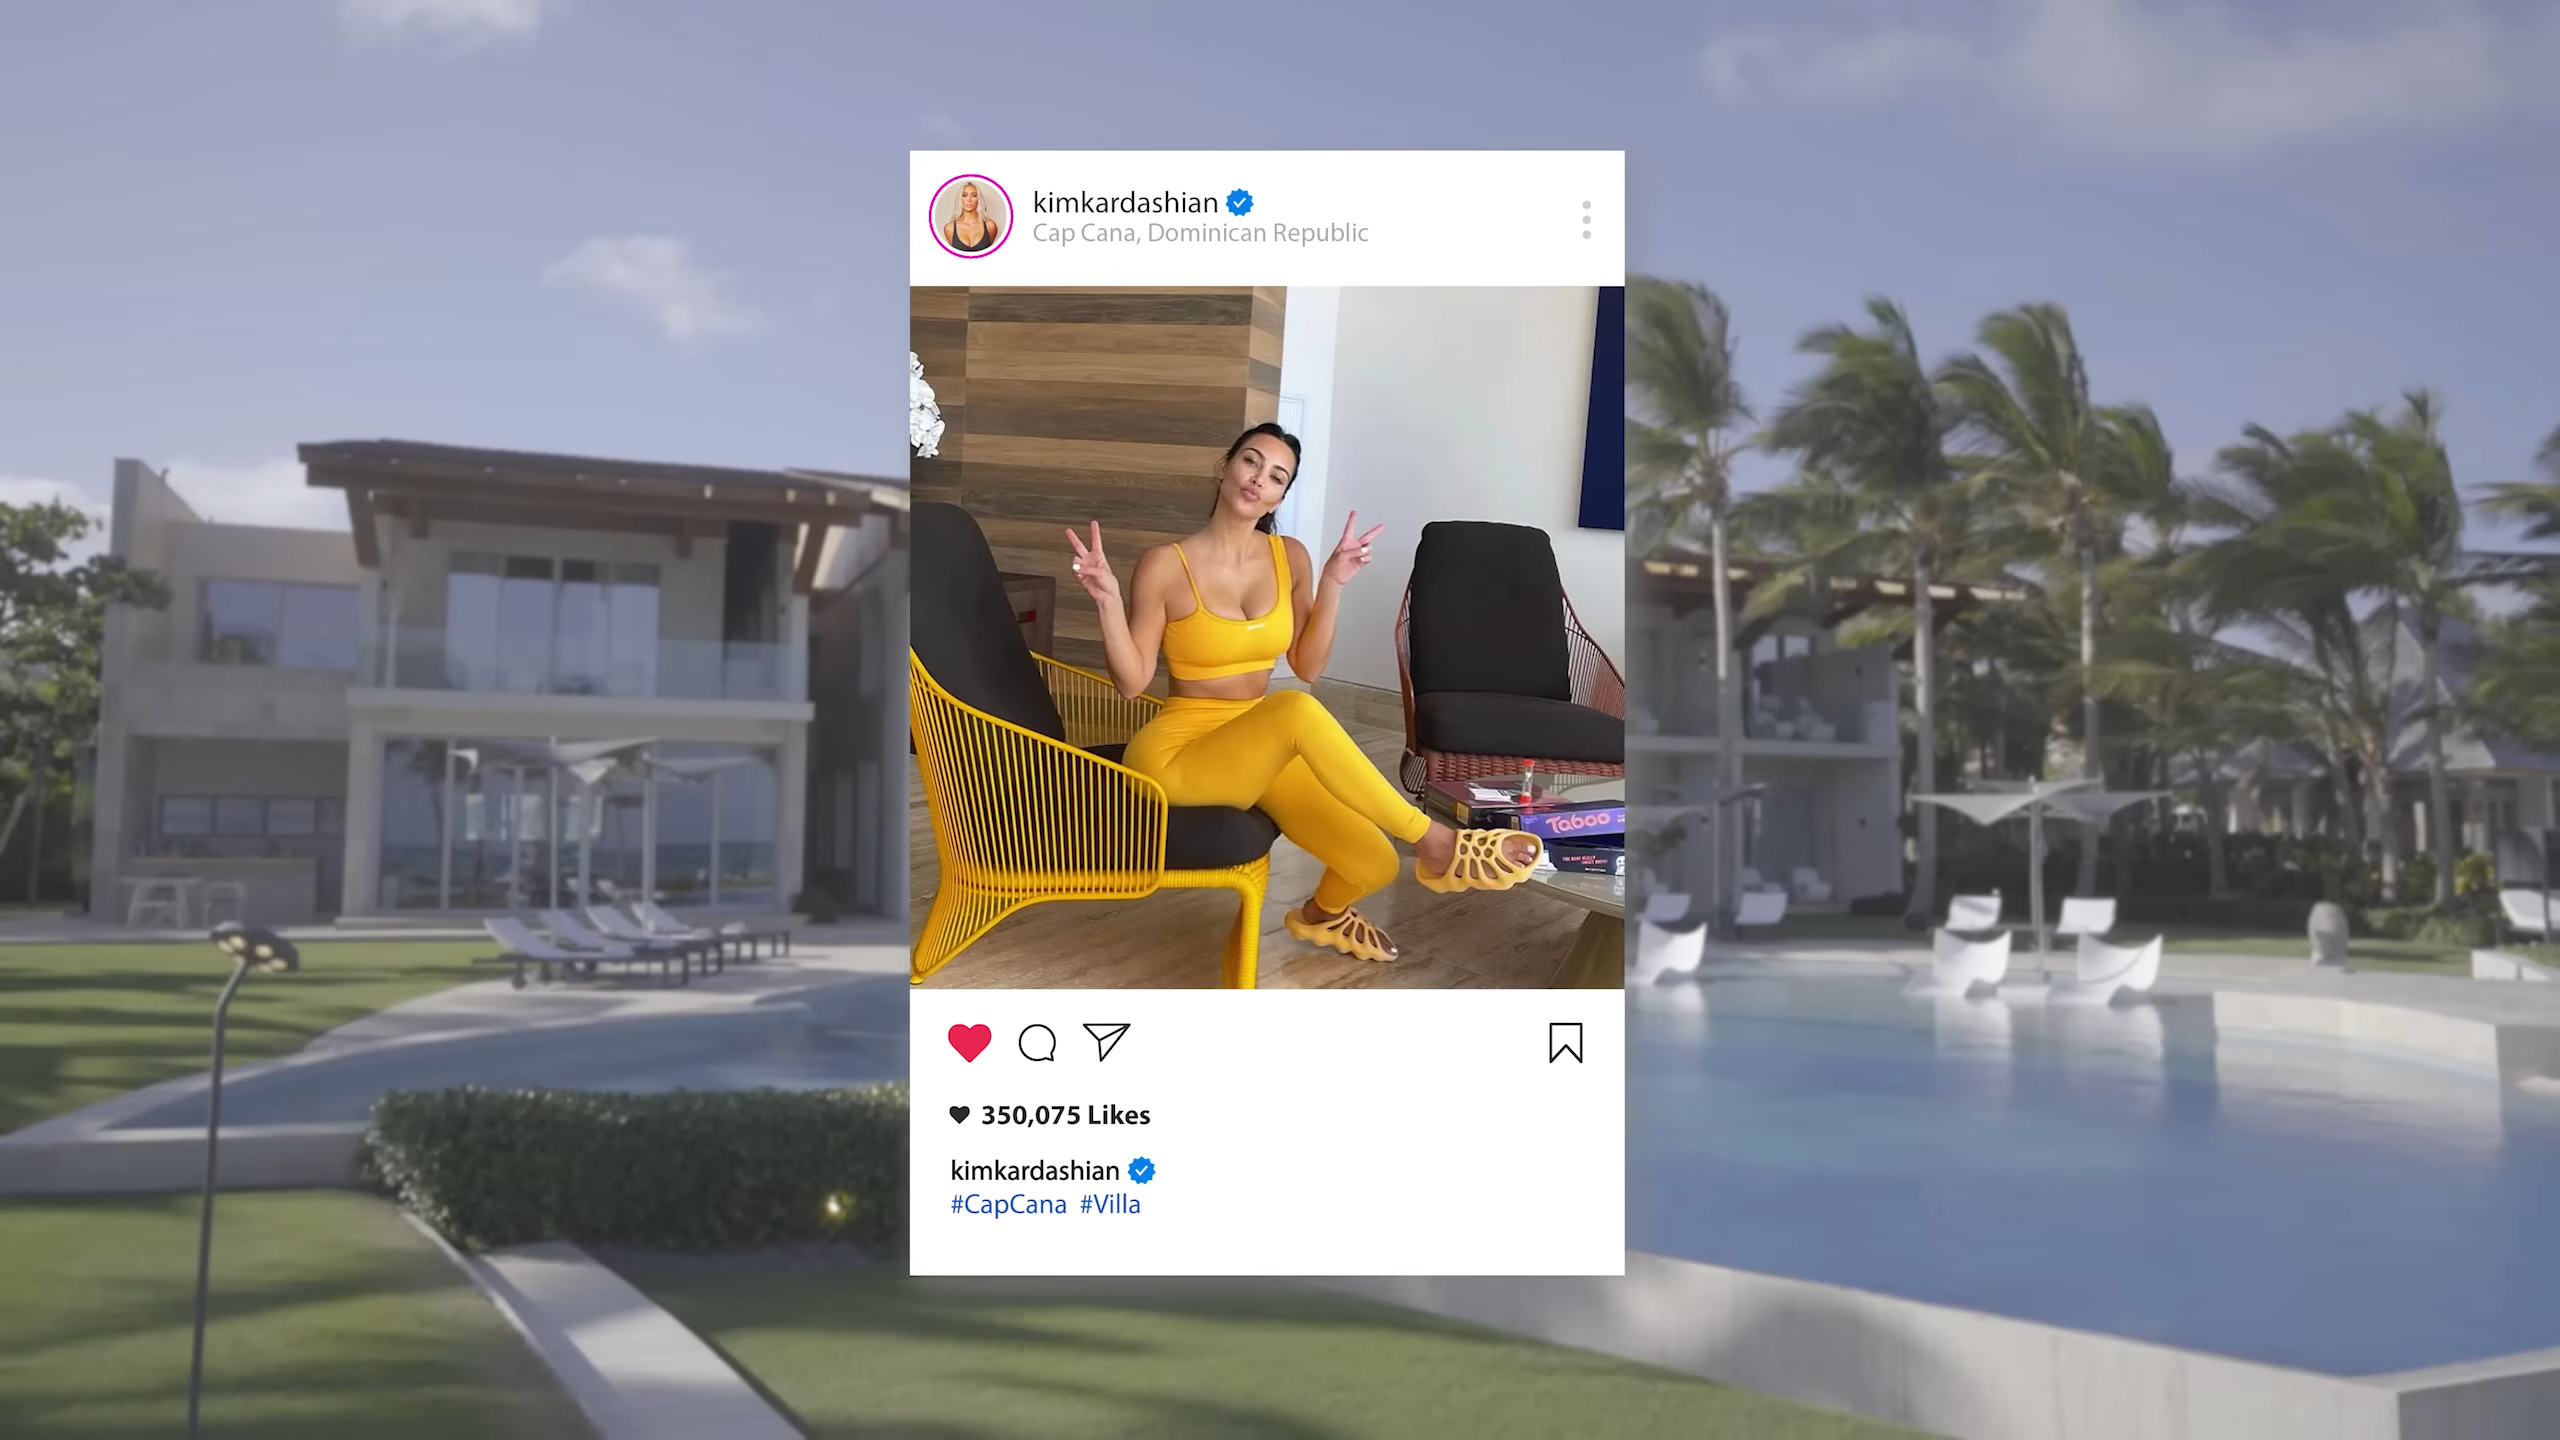 kimkardashian
Cap Cana, Dominican Republic
Taboo
350,075 Likes
kimkardashian
#CapCana #Villa